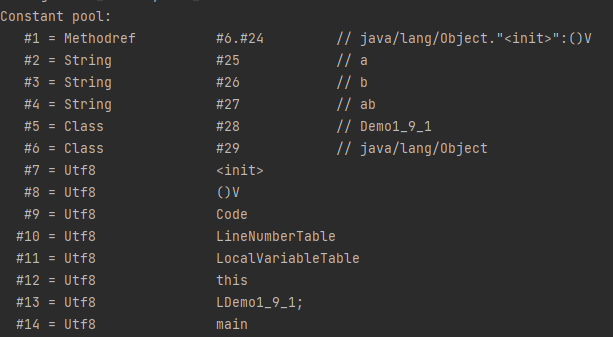 Constant pool:
#1 = Methodref #6.#24 // java/lang/Object."<init>":()V
#2 = String #25 // a
#3 = String #26 // b
#4 = String #27 // ab
#5 = Class #28 // Demo1_9_1
#6 = Class #29 // java/lang/Object
#7 = Utf8 <init>
#8 = Utf8 ()V
#9 = Utf8 Code
#10 = Utf8 LineNumberTable
#11 = Utf8 LocalVariableTable
#12 = Utf8 this
#13 = Utf8 LDemo1_9_1;
#14 = Utf8 main